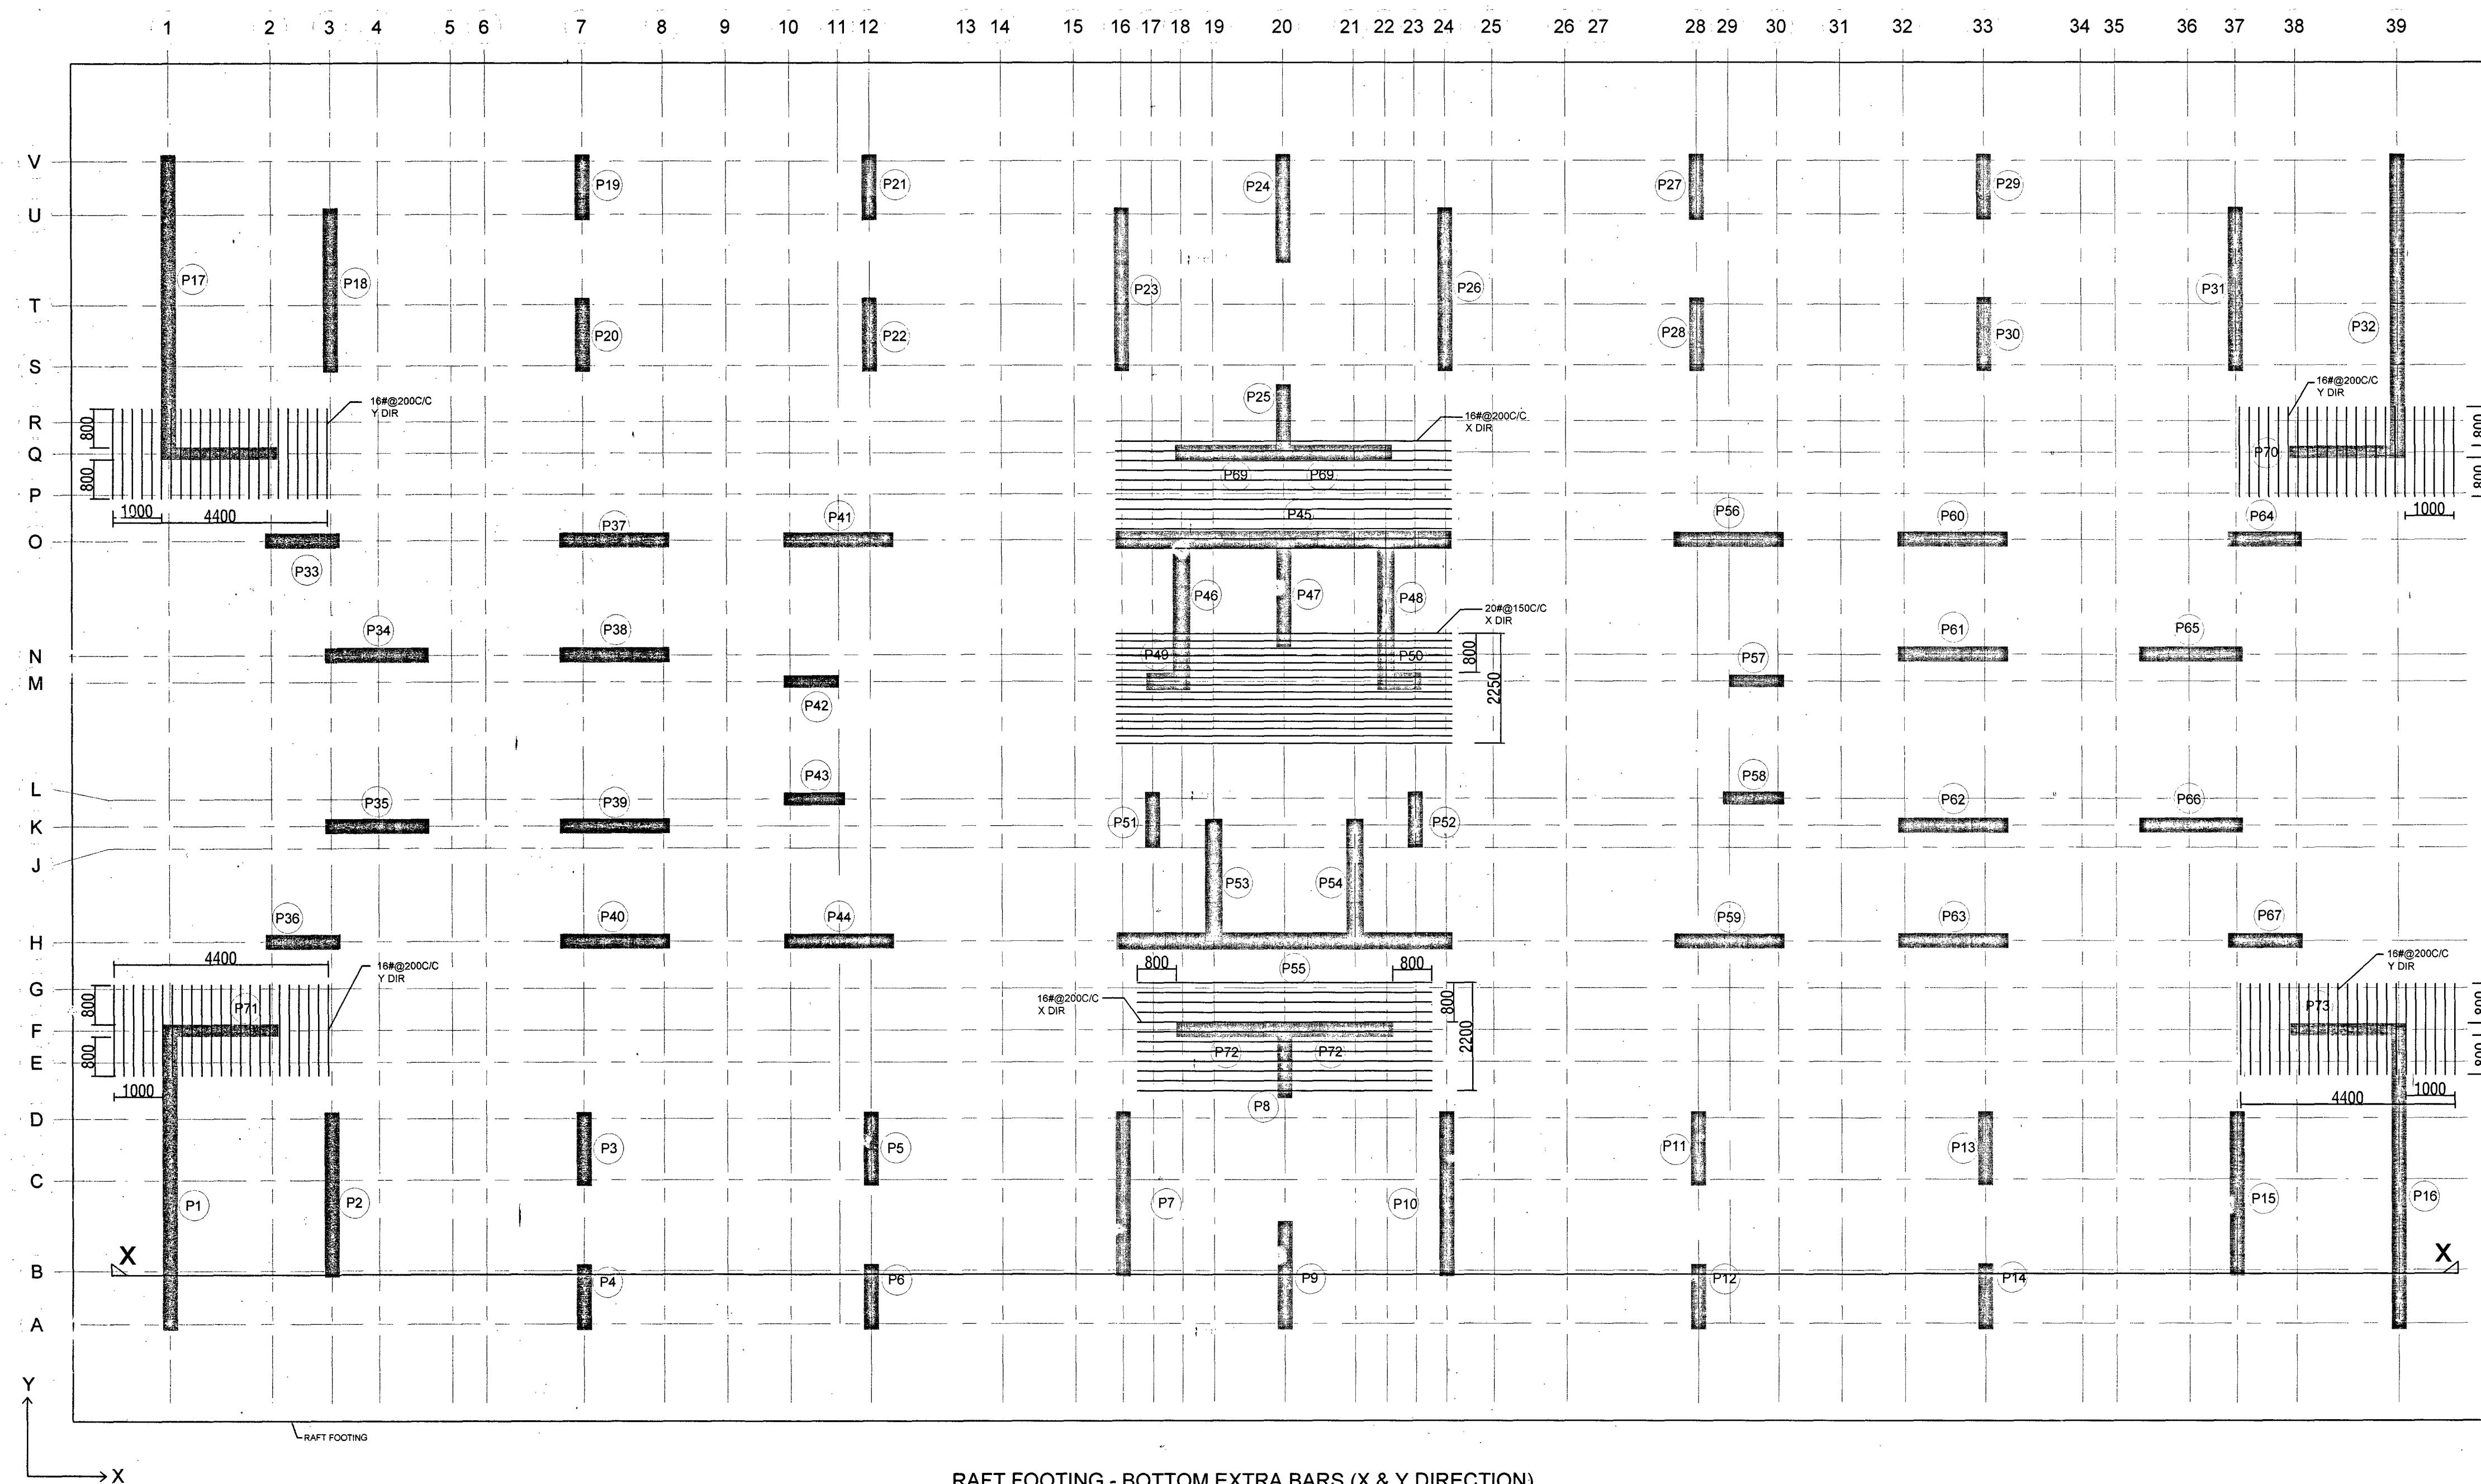 1 2 3 4 5 6 7 8 9 10 11 12 13 14 15 16 17 18 19 20 21 22 23 24 25 26 27 28 29 30 31 32 33 34 35 36 37 38 39
V
P19 P21 P24 P27 P29
U
P17 P18 P23 P26 P31
T
P20 P22 P28 P30 P32
S
P25
16#@200C/C
Y DIR
16#@200C/C
X DIR
16#@200C/C
Y DIR
R
800
800
Q
P69 P69 P70
800
800
P
1000
4400
1000
P37 P41 P45 P56 P60 P64
O
P33
P46 P47 P48
20#@150C/C
X DIR
P34 P38 P61 P65
N
P49 P50 P57
800
2250
M
P42
P43 P58
L
P35 P39 P62 P66
K
P51 P52
J
P53 P54
P36 P40 P44 P59 P63 P67
H
4400
16#@200C/C
Y DIR
800 P55 800
16#@200C/C
Y DIR
G
800
P71
16#@200C/C
X DIR
800
P73
800
F
2200
P72 P72
E
800
800
1000
1000
4400
P8
D
P3 P5 P11 P13
C
P1 P2 P7 P10 P15 P16
X X
B
P4 P6 P9 P12 P14
A
Y
RAFT FOOTING
X
RAFT FOOTING - BOTTOM EXTRA BARS (X & Y DIRECTION)